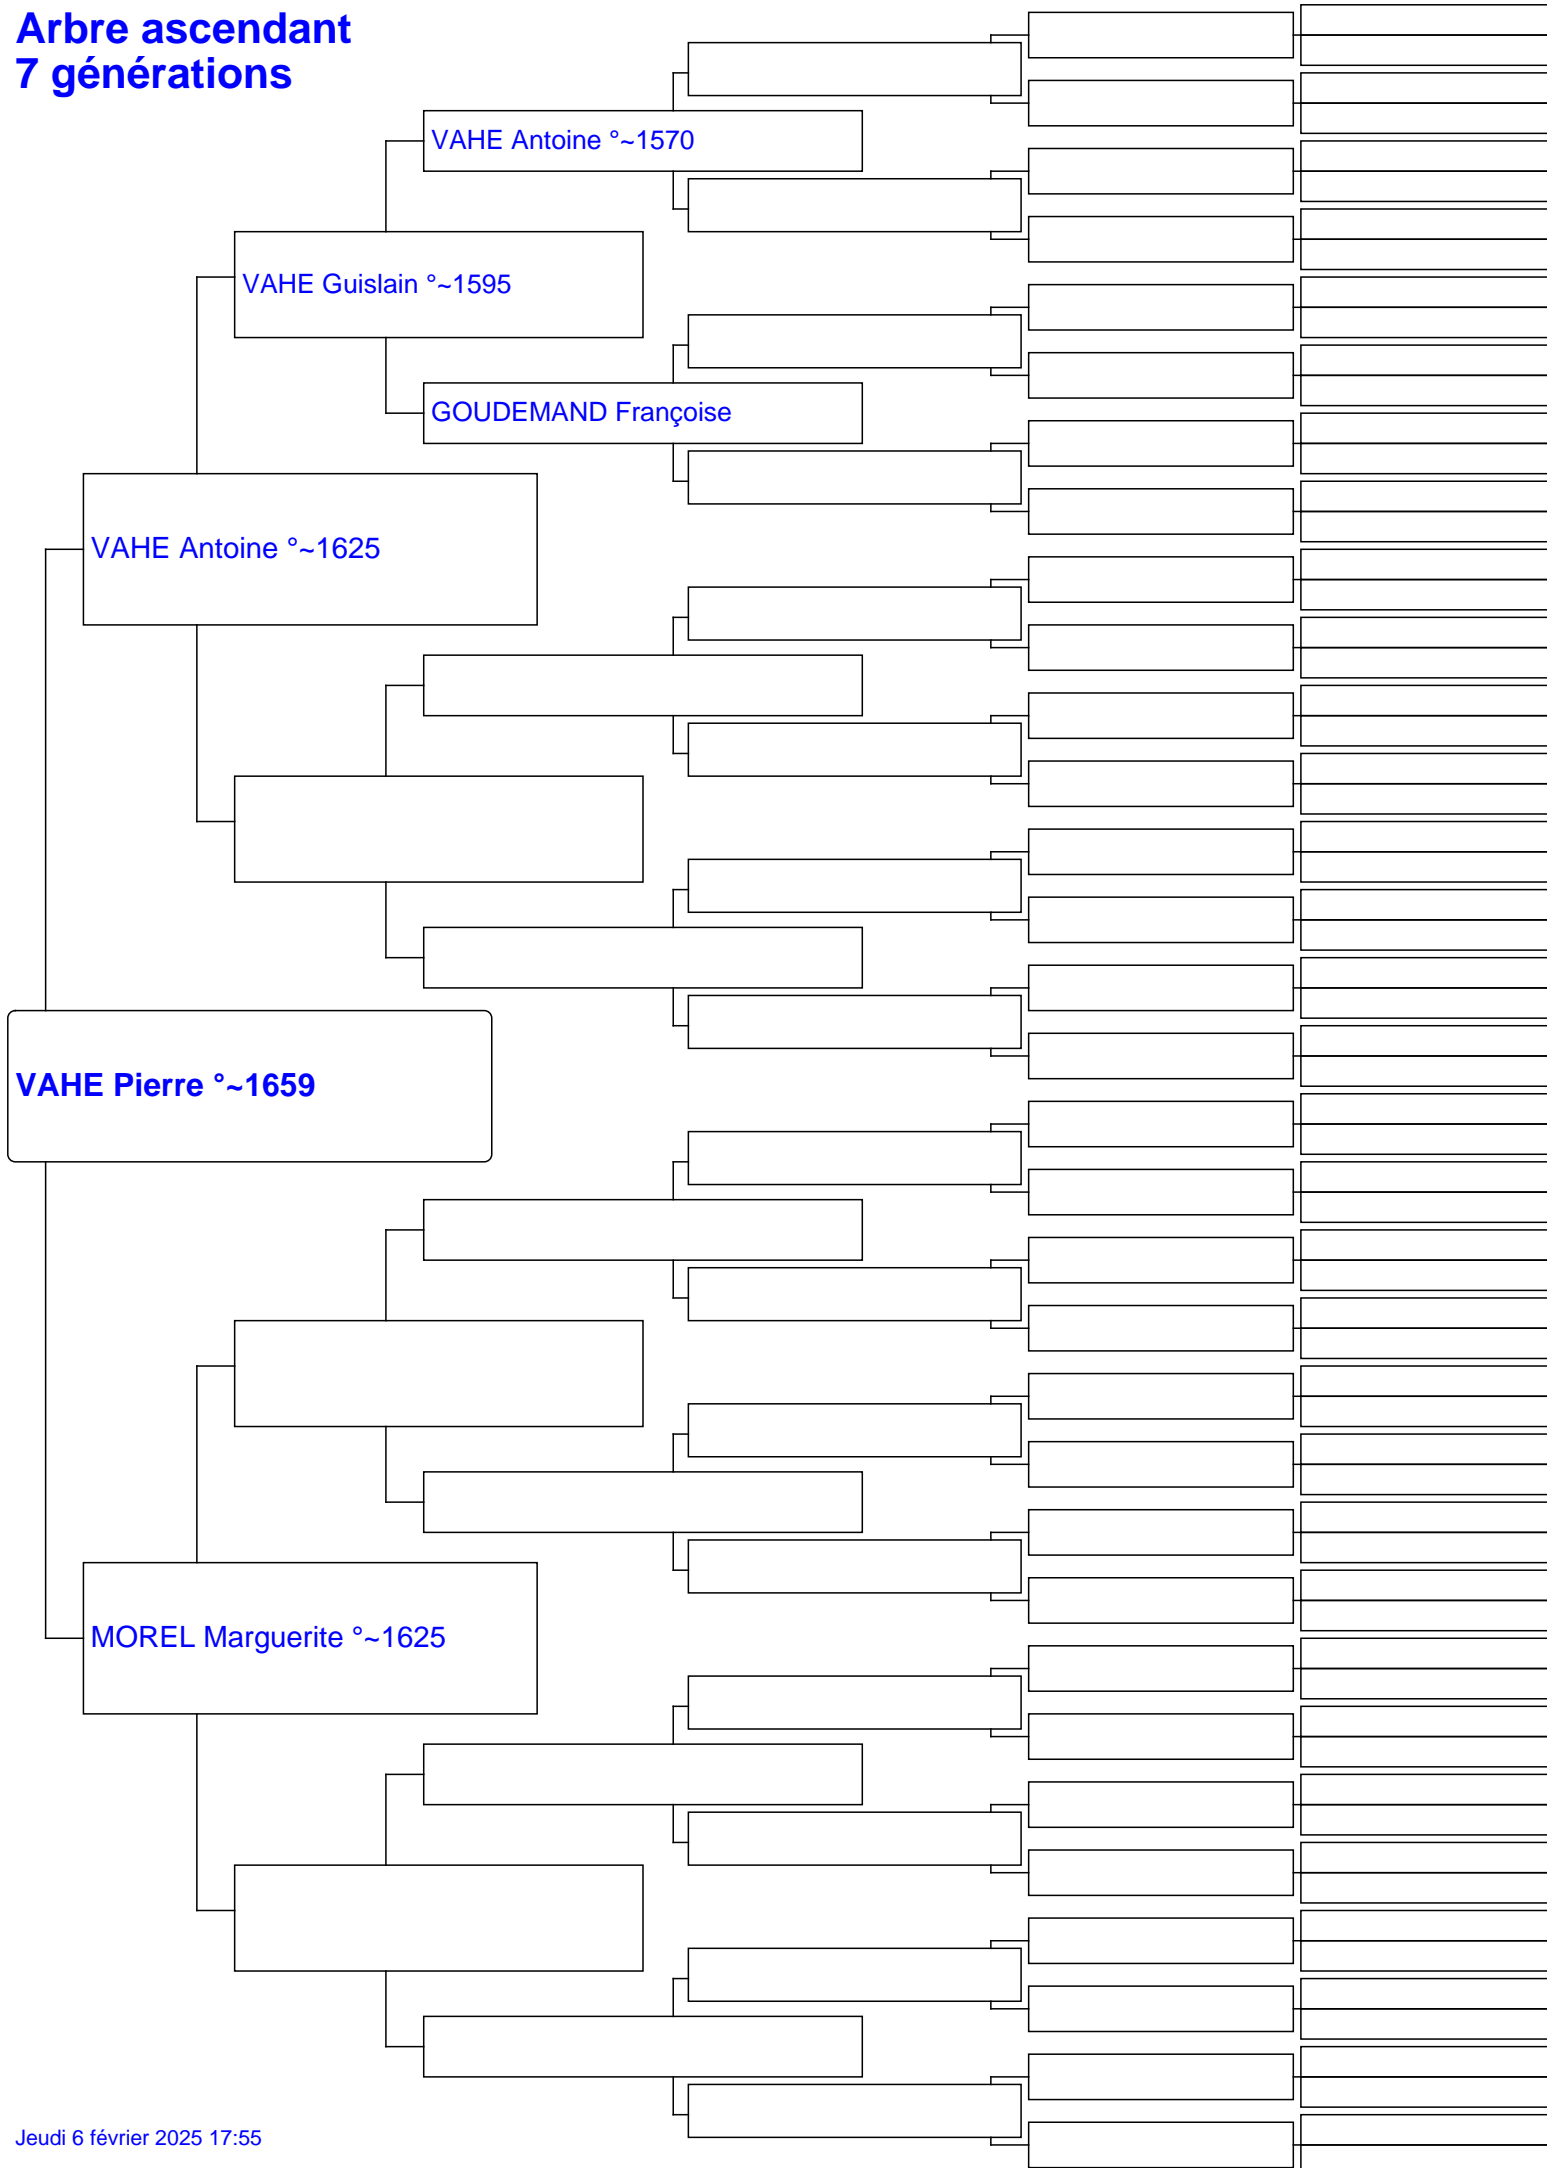 Arbre ascendant
7 générations
VAHE Antoine °~1570
VAHE Guislain °~1595
GOUDEMAND Françoise
VAHE Antoine °~1625
VAHE Pierre °~1659
MOREL Marguerite °~1625
Jeudi 6 février 2025 17:55